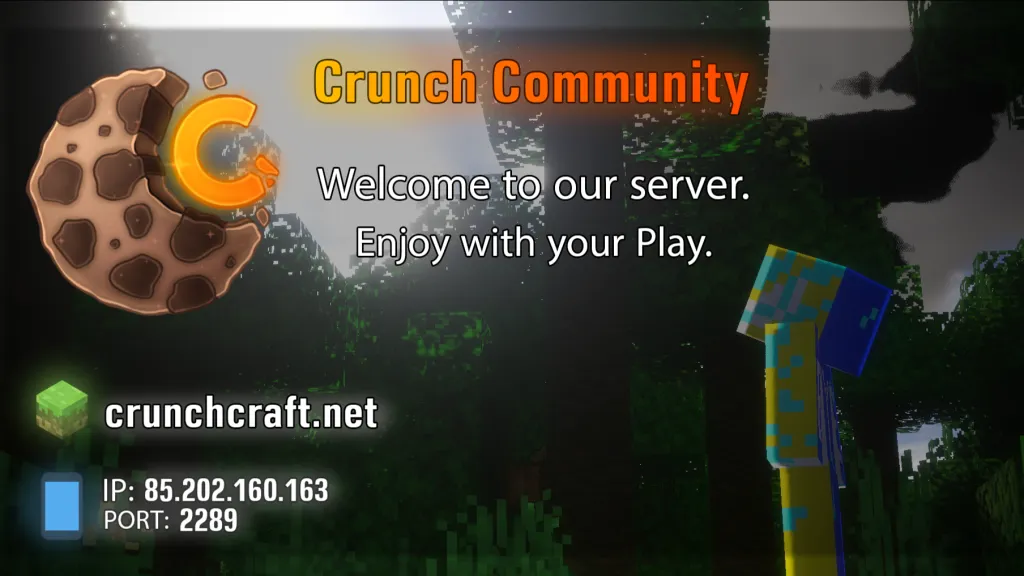 Crunch Community
Welcome to our server.
Enjoy with your Play.
crunchcraft.net
IP: 85.202.160.163
PORT: 2289